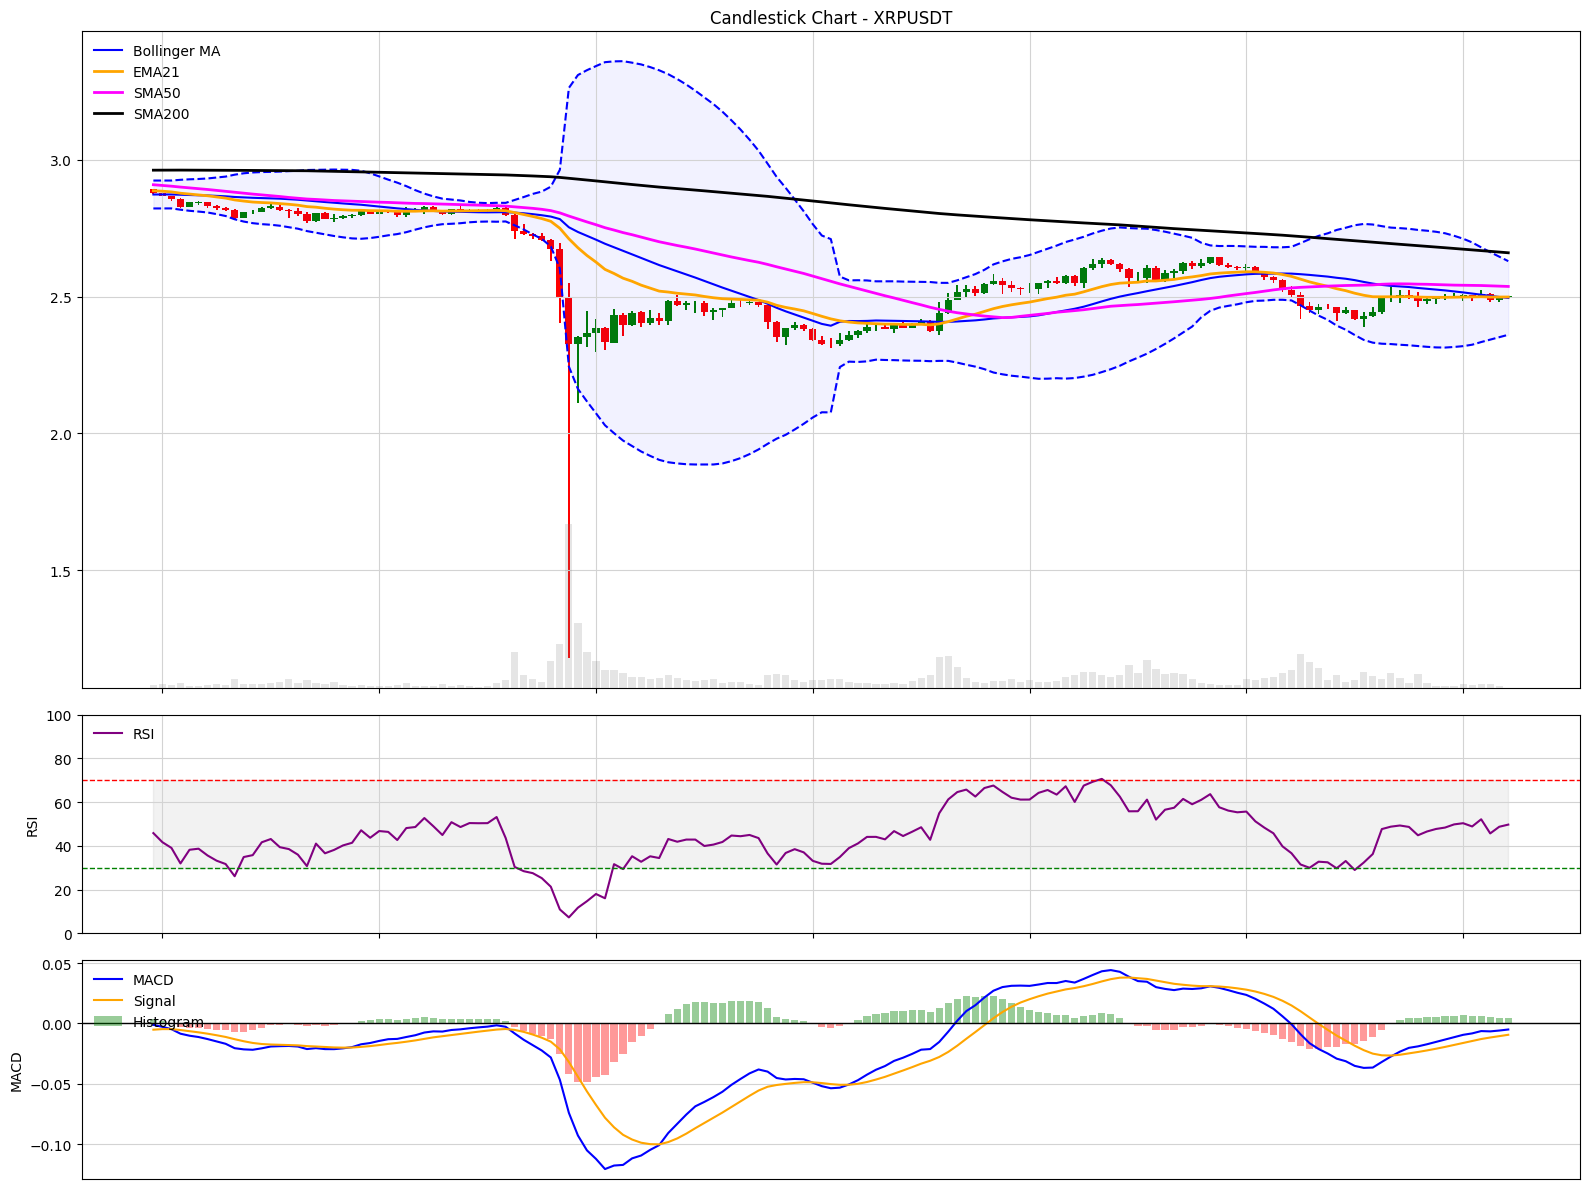 Candlestick Chart - XRPUSDT
Bollinger MA
EMA21
SMA50
SMA200
3.0
2.5
2.0
1.5
100
RSI
80
60
RSI
40
20
0
0.05
MACD
Signal
Histogram
0.00
MACD
−0.05
−0.10